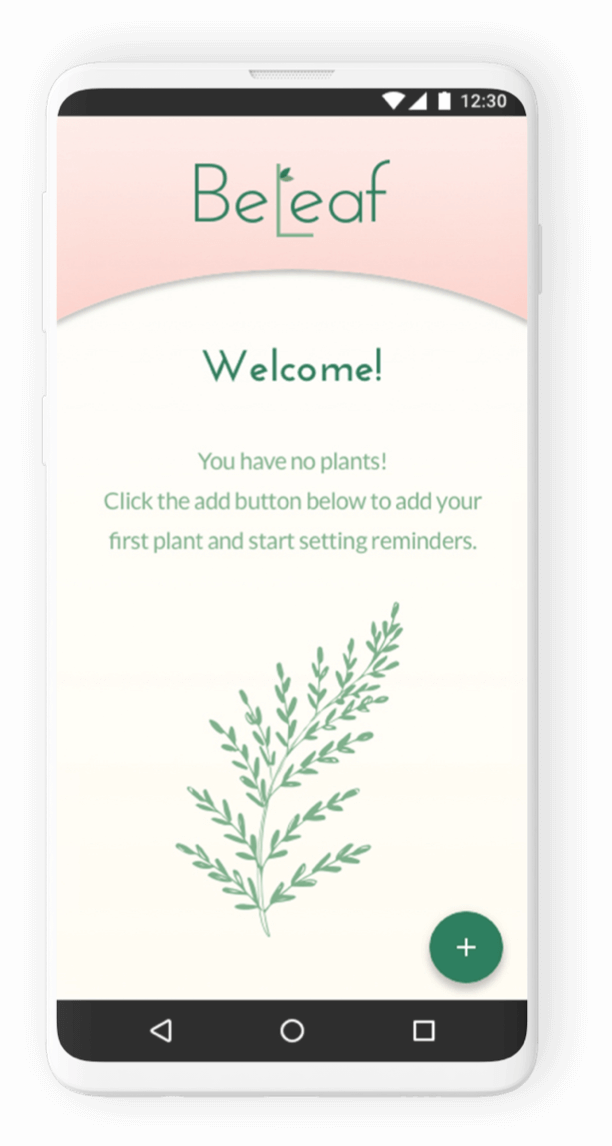 12:30
BeLeaf
Welcome!
You have no plants!
Click the add button below to add your
first plant and start setting reminders.
+